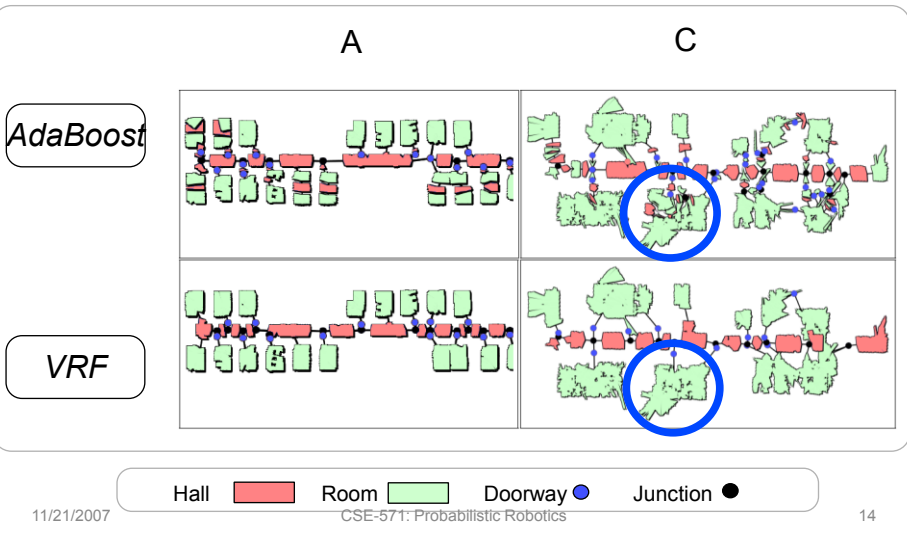 A C
AdaBoost
VRF
Hall Room Doorway Junction
11/21/2007 CSE-571: Probabilistic Robotics 14